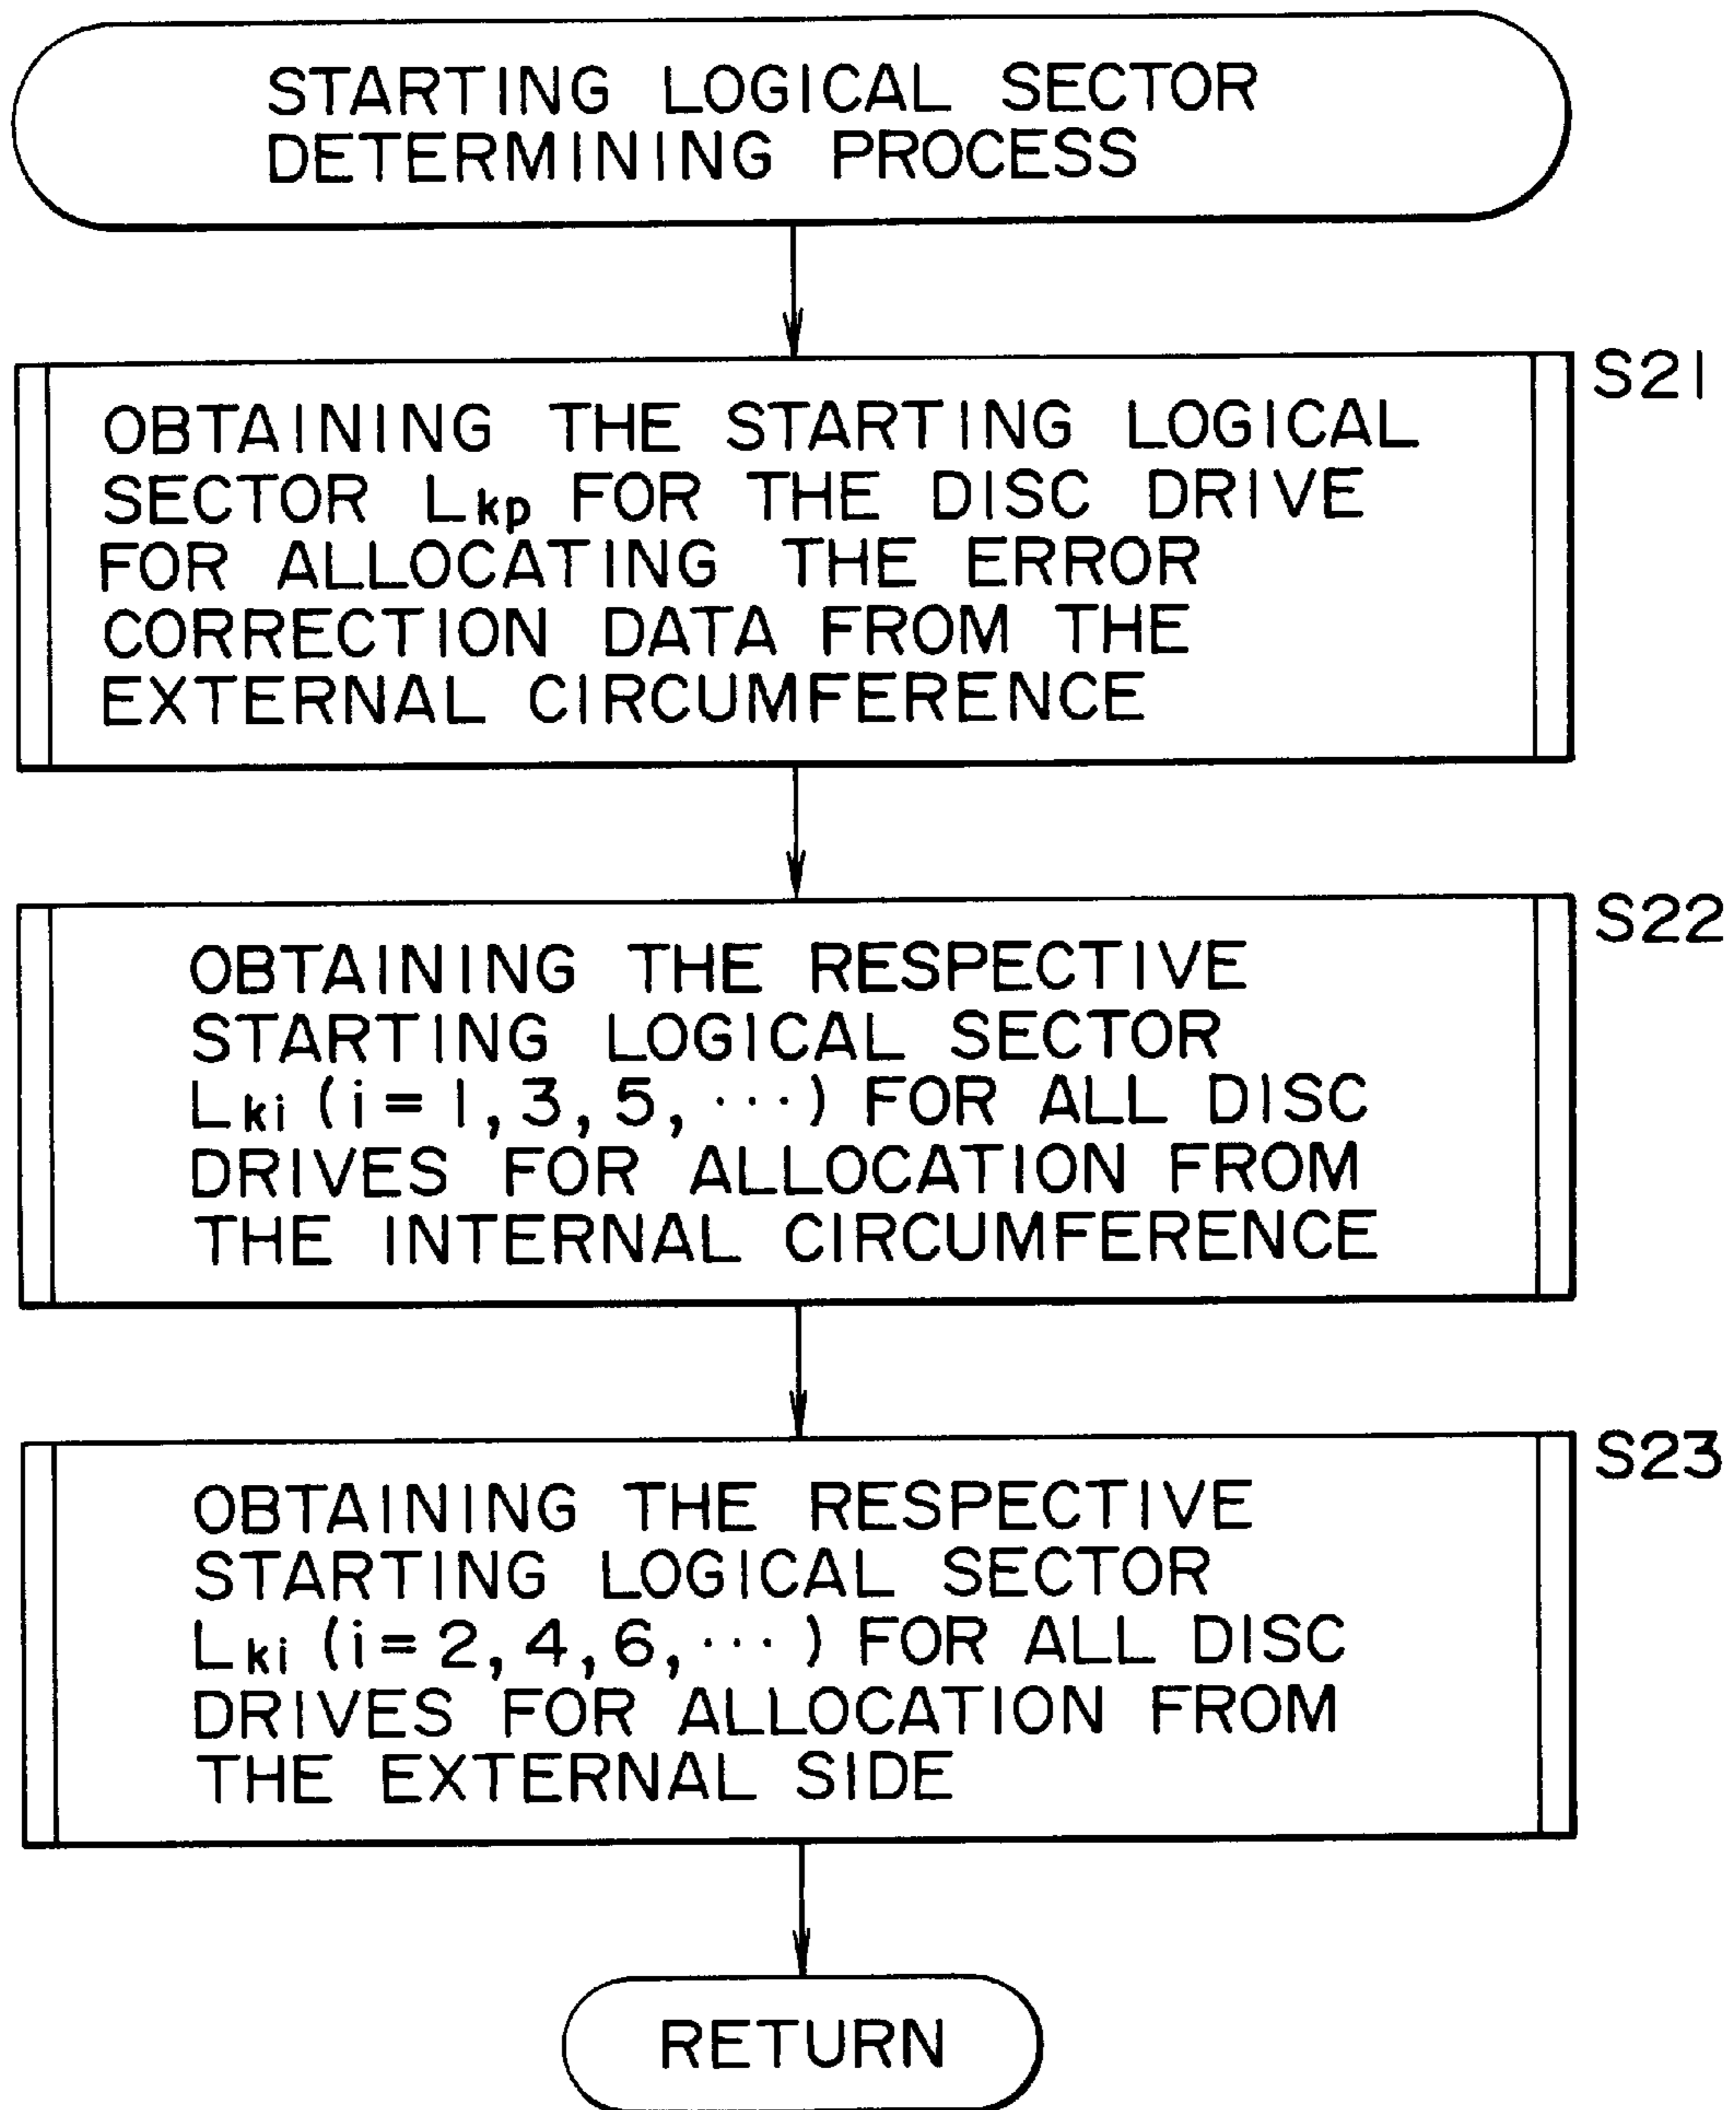 STARTING LOGICAL SECTOR
DETERMINING PROCESS
S21
OBTAINING THE STARTING LOGICAL
SECTOR Lkp FOR THE DISC DRIVE
FOR ALLOCATING THE ERROR
CORRECTION DATA FROM THE
EXTERNAL CIRCUMFERENCE
S22
OBTAINING THE RESPECTIVE
STARTING LOGICAL SECTOR
Lki (i=1,3,5,···) FOR ALL DISC
DRIVES FOR ALLOCATION FROM
THE INTERNAL CIRCUMFERENCE
S23
OBTAINING THE RESPECTIVE
STARTING LOGICAL SECTOR
Lki (i=2,4,6,···) FOR ALL DISC
DRIVES FOR ALLOCATION FROM
THE EXTERNAL SIDE
RETURN